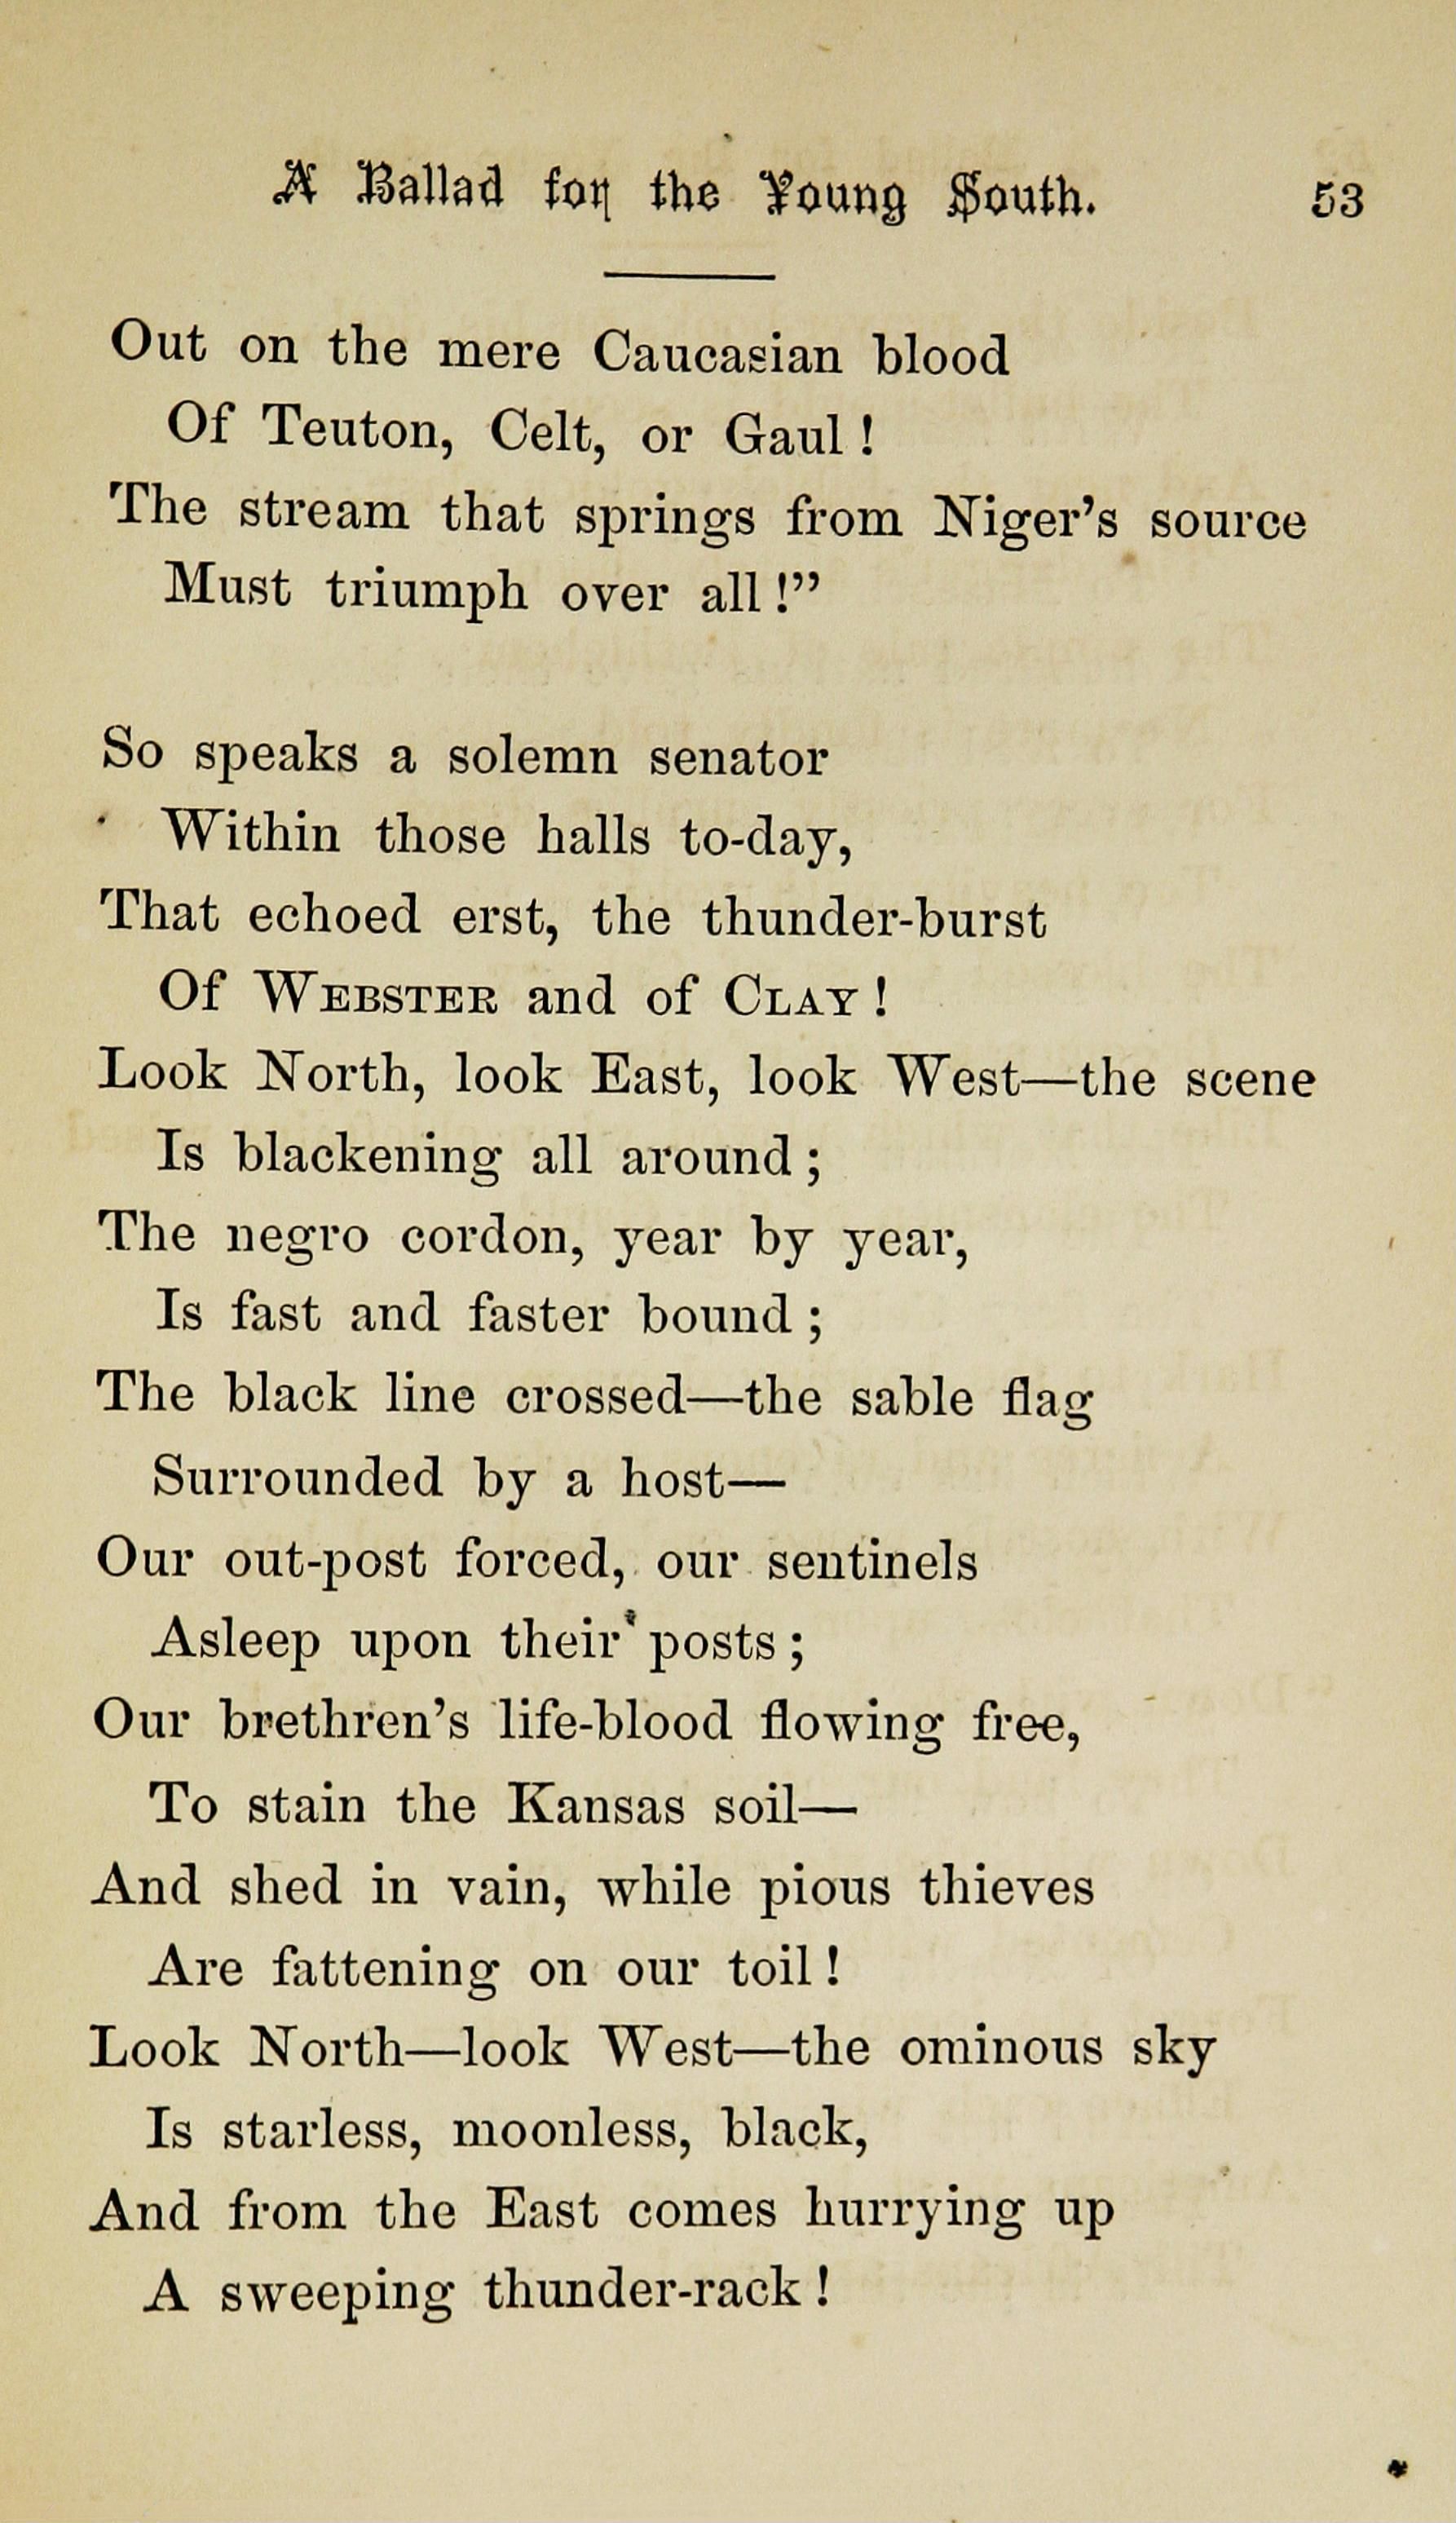 A Ballad for the Young South. 53
Out on the mere Caucasian blood
Of Teuton, Celt, or Gaul!
The stream that springs from Niger's source
Must triumph over all!”
So speaks a solemn senator
Within those halls to-day,
That echoed erst, the thunder-burst
Of WEBSTER and of CLAY!
Look North, look East, look West—the scene
Is blackening all around;
The negro cordon, year by year,
Is fast and faster bound;
The black line crossed—the sable flag
Surrounded by a host—
Our out-post forced, our sentinels
Asleep upon their posts;
Our brethren's life-blood flowing free,
To stain the Kansas soil—
And shed in vain, while pious thieves
Are fattening on our toil!
Look North—look West—the ominous sky
Is starless, moonless, black,
And from the East comes hurrying up
A sweeping thunder-rack!